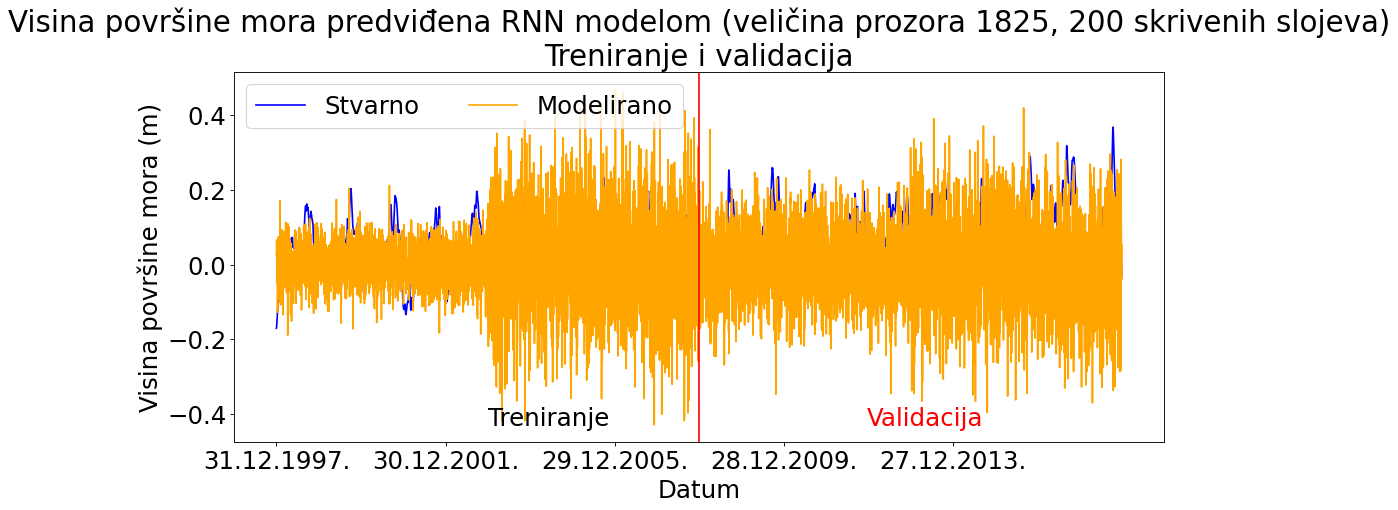 Visina površine mora predviđena RNN modelom (veličina prozora 1825, 200 skrivenih slojeva)
Treniranje i validacija
Stvarno
Modelirano
Visina površine mora (m)
0.4
0.2
0.0
−0.2
−0.4
Treniranje
Validacija
31.12.1997.
30.12.2001.
29.12.2005.
28.12.2009.
27.12.2013.
Datum